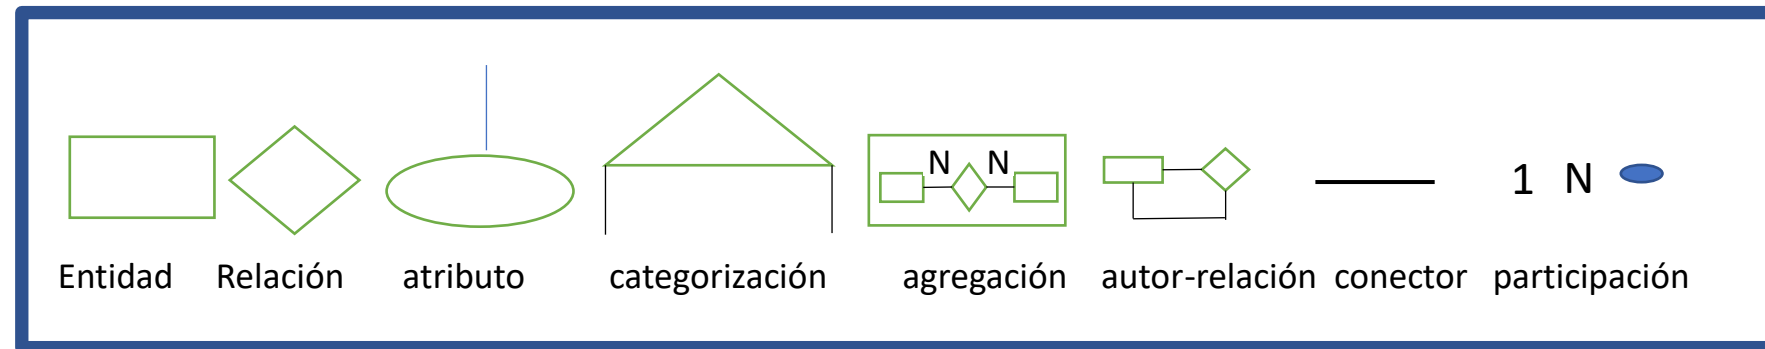 N N
1 N
Entidad Relación atributo categorización agregación autor-relación conector participación